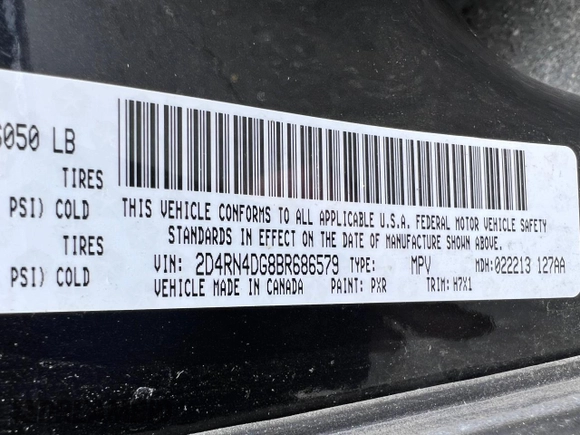 6050 LB
TIRES
PSI) COLD
THIS VEHICLE CONFORMS TO ALL APPLICABLE U.S.A. FEDERAL MOTOR VEHICLE SAFETY
TIRES
STANDARDS IN EFFECT ON THE DATE OF MANUFACTURE SHOWN ABOVE.
PSI) COLD
VIN: 2D4RN4DG8BR686579 TYPE: MPV MDH:022213 127AA
VEHICLE MADE IN CANADA PAINT: PXR TRIM: H7X1